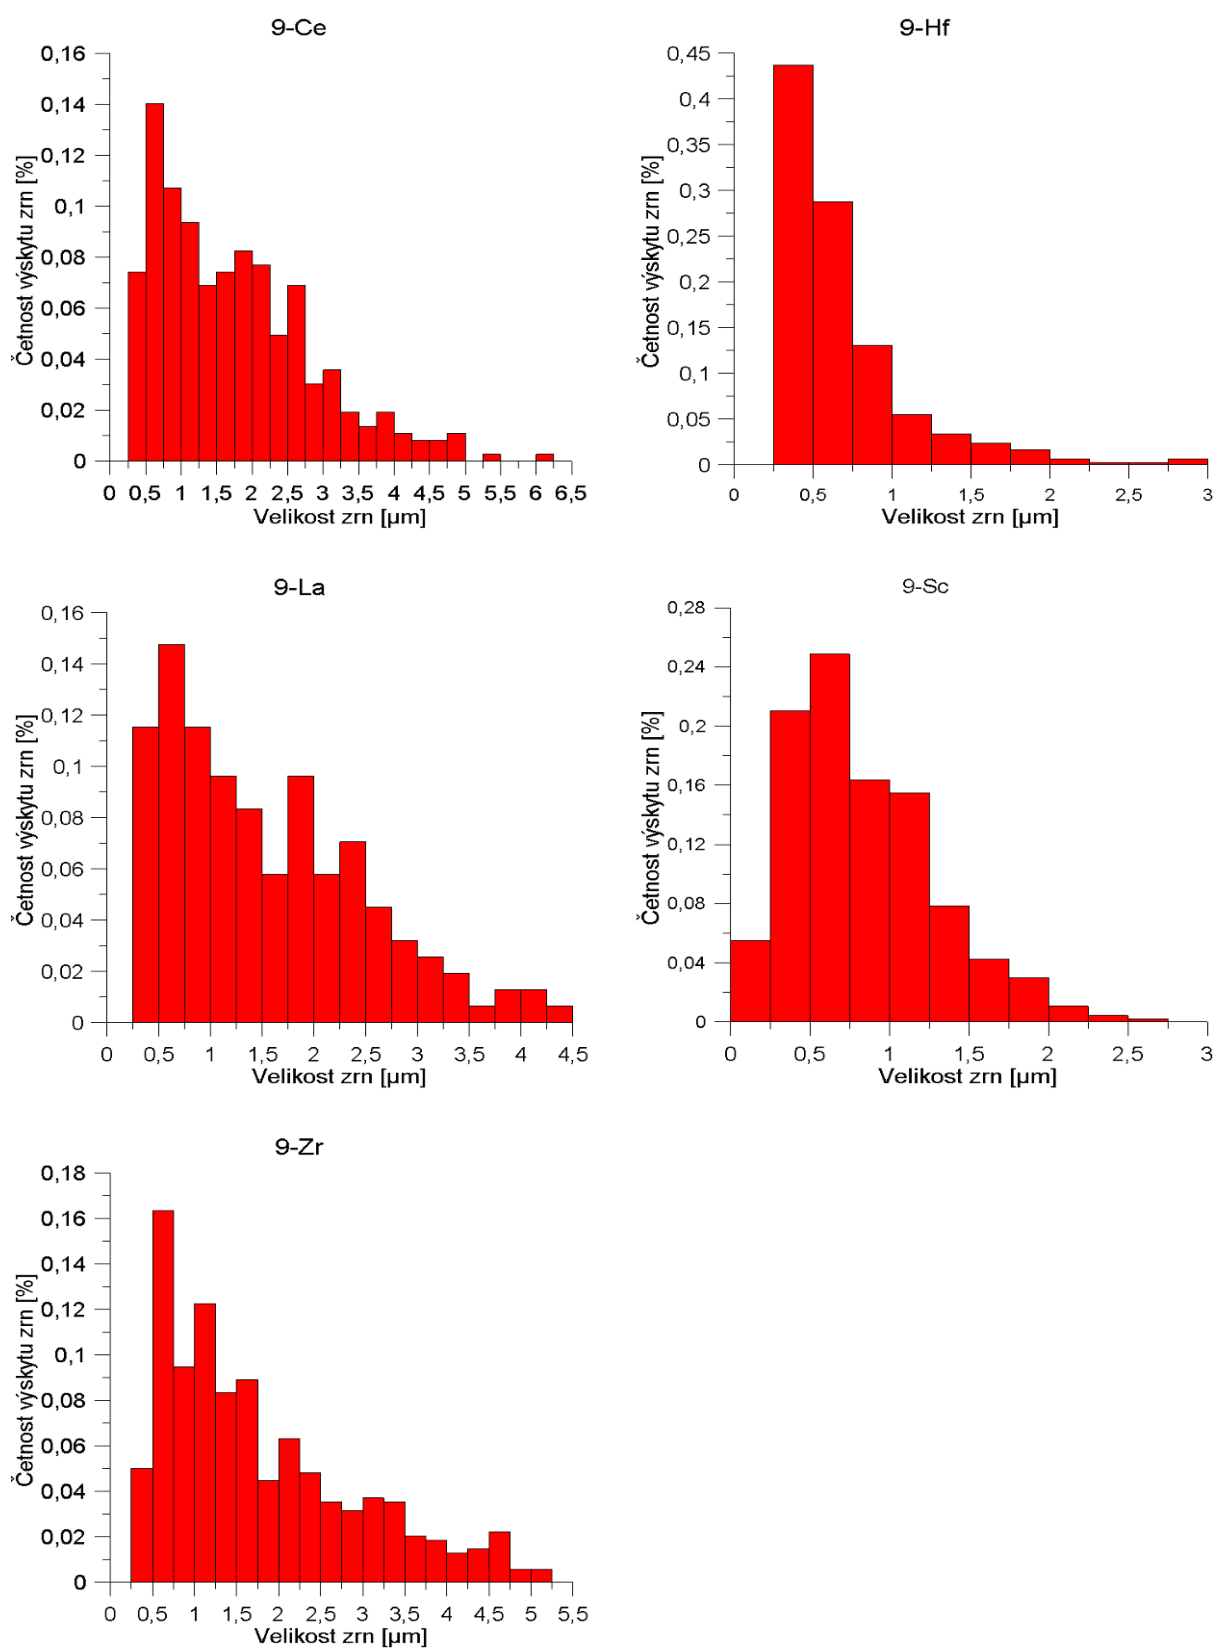 9-Ce
Četnost výskytu zrn [%]
0,16
0,14
0,12
0,1
0,08
0,06
0,04
0,02
0
0 0,5 1 1,5 2 2,5 3 3,5 4 4,5 5 5,5 6 6,5
Velikost zrn [µm]
9-Hf
Četnost výskytu zrn [%]
0,45
0,4
0,35
0,3
0,25
0,2
0,15
0,1
0,05
0
0 0,5 1 1,5 2 2,5 3
Velikost zrn [µm]
9-La
Četnost výskytu zrn [%]
0,16
0,14
0,12
0,1
0,08
0,06
0,04
0,02
0
0 0,5 1 1,5 2 2,5 3 3,5 4 4,5
Velikost zrn [µm]
9-Sc
Četnost výskytu zrn [%]
0,28
0,24
0,2
0,16
0,12
0,08
0,04
0
0 0,5 1 1,5 2 2,5 3
Velikost zrn [µm]
9-Zr
Četnost výskytu zrn [%]
0,18
0,16
0,14
0,12
0,1
0,08
0,06
0,04
0,02
0
0 0,5 1 1,5 2 2,5 3 3,5 4 4,5 5 5,5
Velikost zrn [µm]